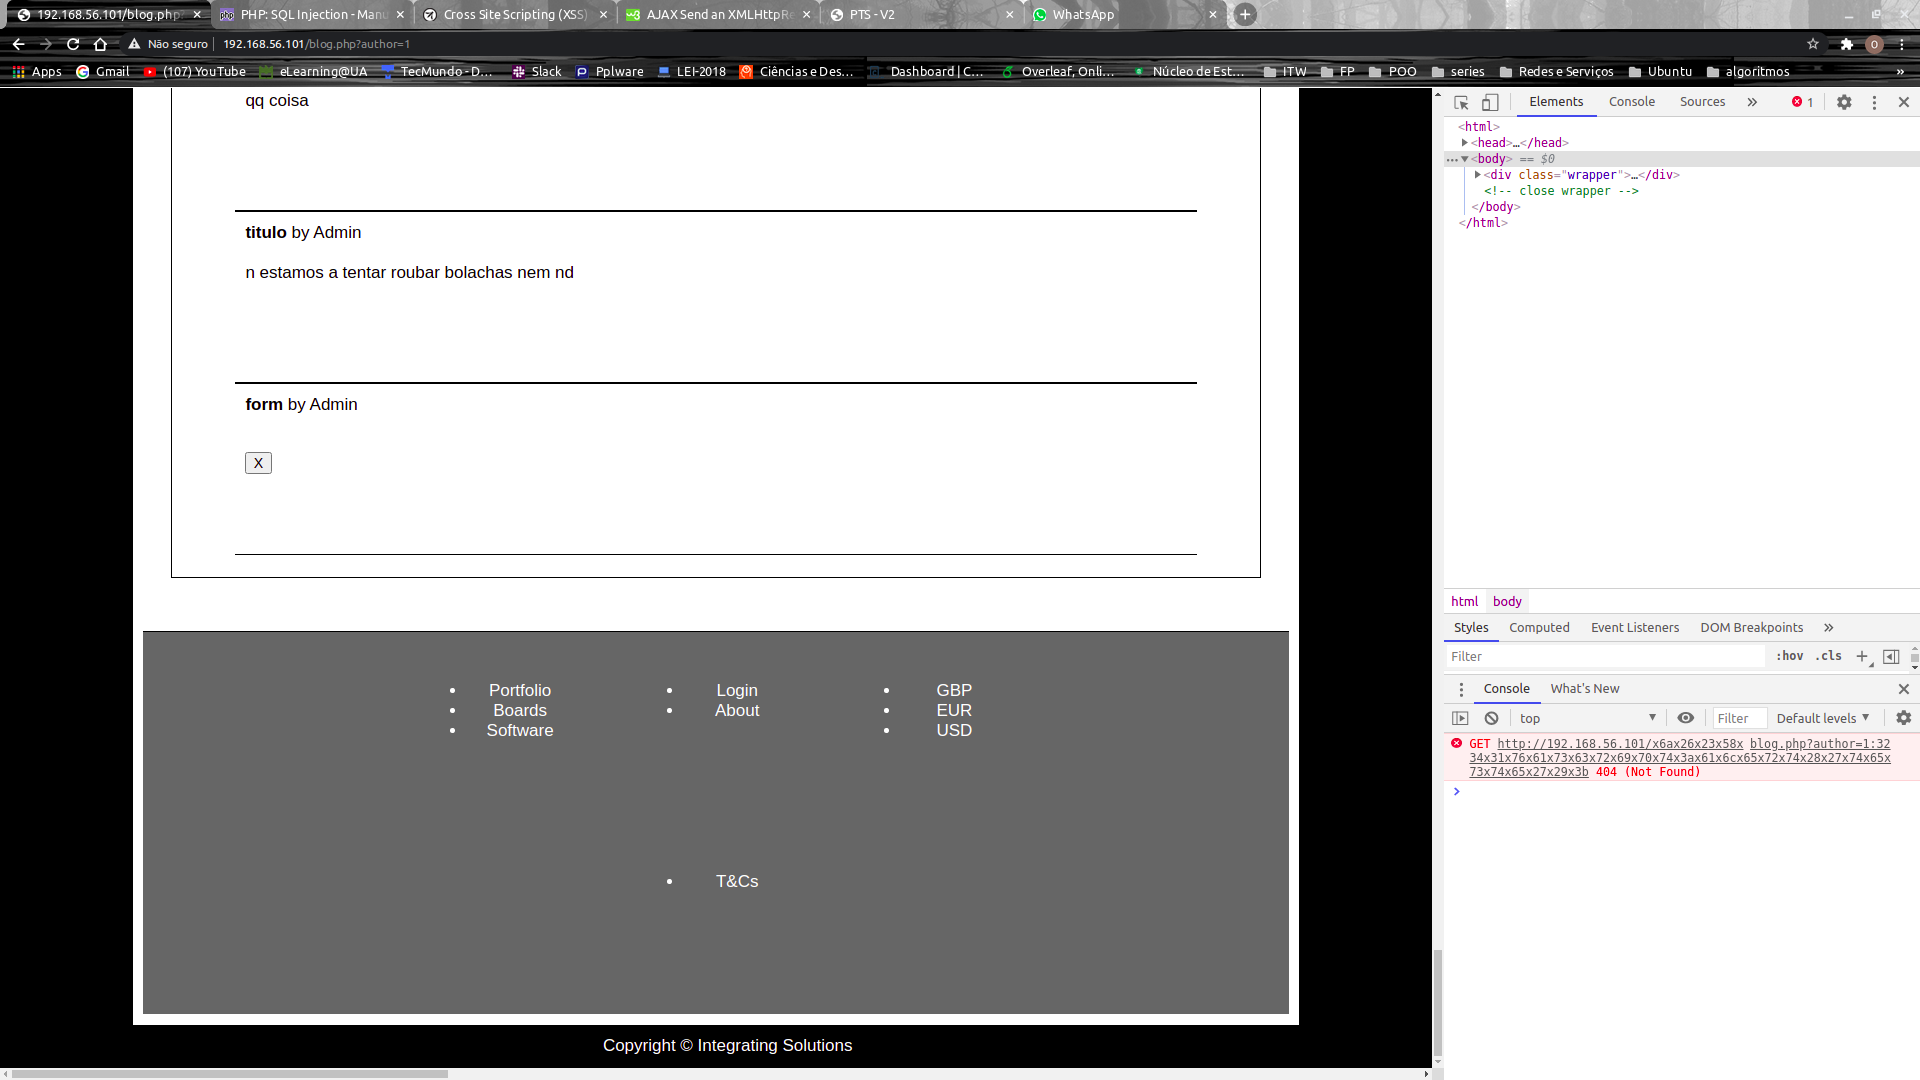 192.168.56.101/blog.php
PHP: SQL Injection - Manu
Cross Site Scripting (XSS)
AJAX Send an XMLHttpRe
PTS - V2
WhatsApp
Não seguro
192.168.56.101/blog.php?author=1
O
Apps
Gmail
(107) YouTube
eLearning@UA
TecMundo - D…
Slack
Pplware
LEI-2018
Ciências e Des…
Dashboard | C…
Overleaf, Onli…
Núcleo de Est…
ITW
FP
POO
series
Redes e Serviços
Ubuntu
algoritmos
»
qq coisa
titulo by Admin
n estamos a tentar roubar bolachas nem nd
form by Admin
X
Portfolio
Boards
Software
Login
About
GBP
EUR
USD
T&Cs
Copyright © Integrating Solutions
Elements
Console
Sources
»
1
<html>
<head>…</head>
<body> == $0
<div class="wrapper">…</div>
<!-- close wrapper -->
</body>
</html>
html
body
Styles
Computed
Event Listeners
DOM Breakpoints
»
Filter
:hov
.cls
Console
What's New
top
Filter
Default levels
GET http://192.168.56.101/x6ax26x23x58x blog.php?author=1:32
34x31x76x61x73x63x72x69x70x74x3ax61x6cx65x72x74x28x27x74x65x
73x74x65x27x29x3b 404 (Not Found)